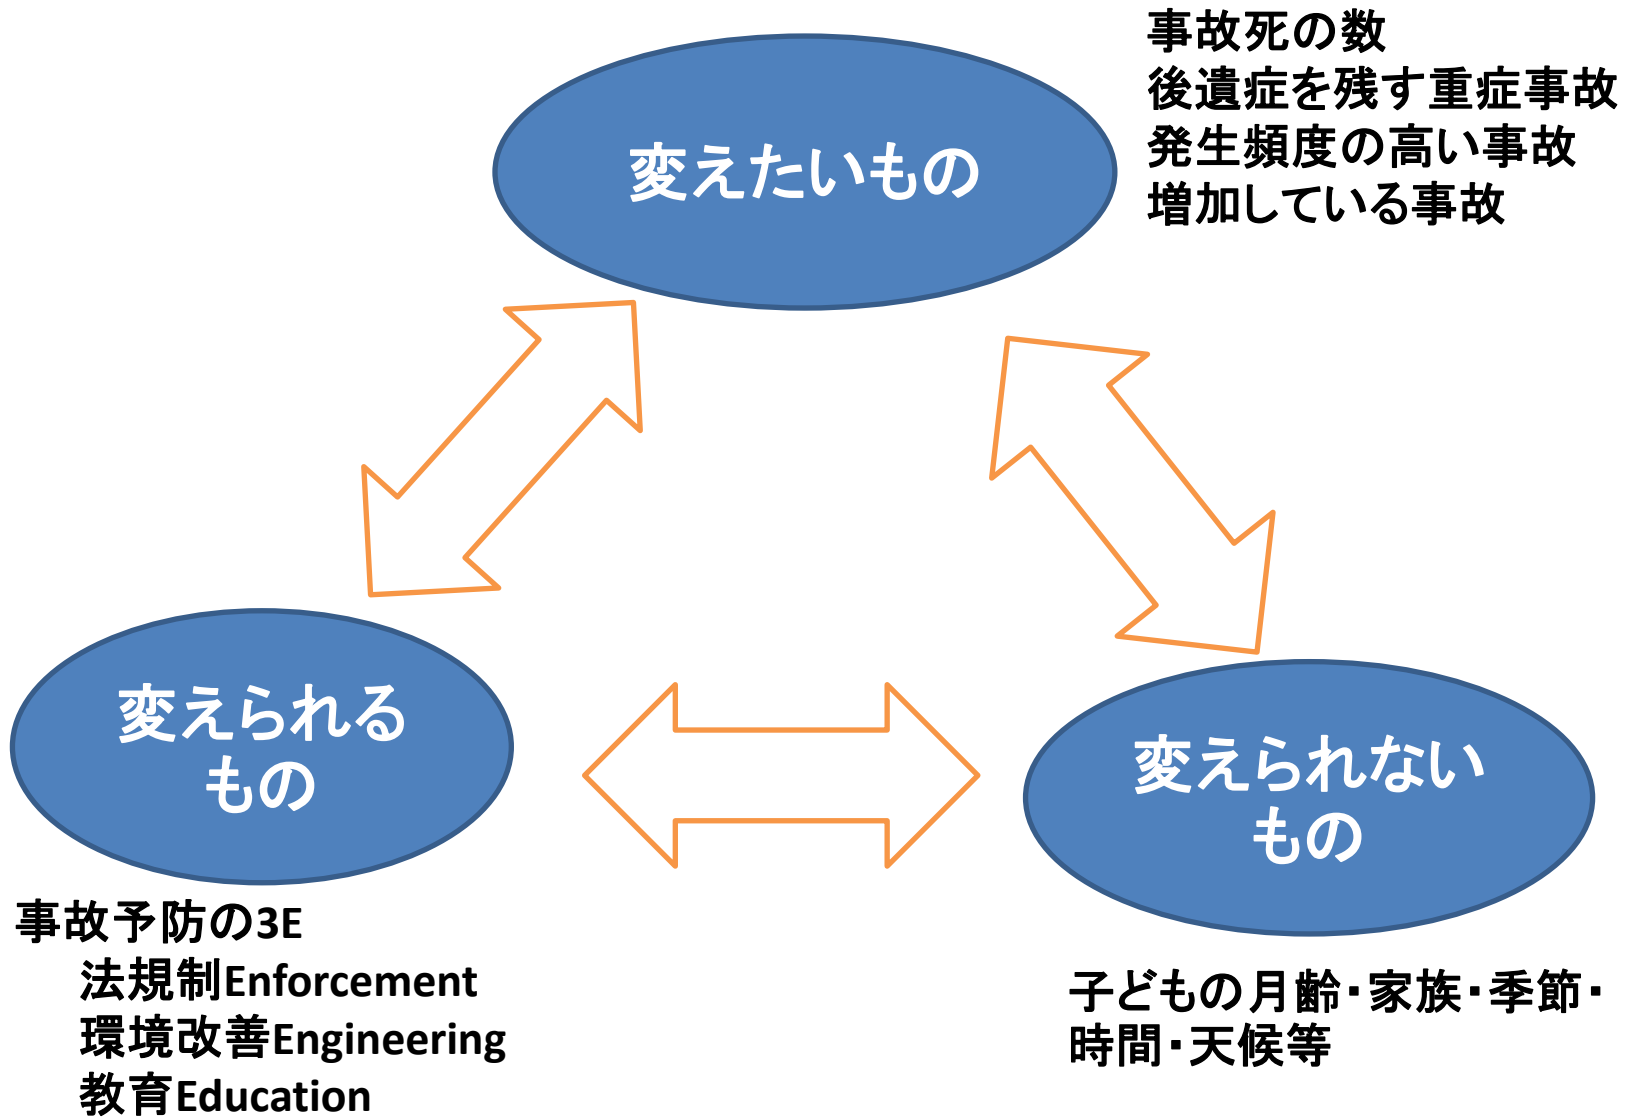 事故死の数
後遺症を残す重症事故
発生頻度の高い事故
増加している事故
変えたいもの
変えられる
もの
変えられない
もの
事故予防の3E
法規制Enforcement
環境改善Engineering
教育Education
子どもの月齢・家族・季節・
時間・天候等